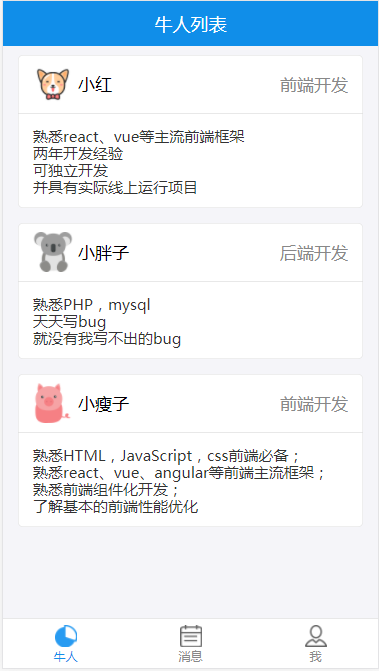 牛人列表
小红 前端开发
熟悉react、vue等主流前端框架
两年开发经验
可独立开发
并具有实际线上运行项目
小胖子 后端开发
熟悉PHP，mysql
天天写bug
就没有我写不出的bug
小瘦子 前端开发
熟悉HTML，JavaScript，css前端必备；
熟悉react、vue、angular等前端主流框架；
熟悉前端组件化开发；
了解基本的前端性能优化
牛人 消息 我